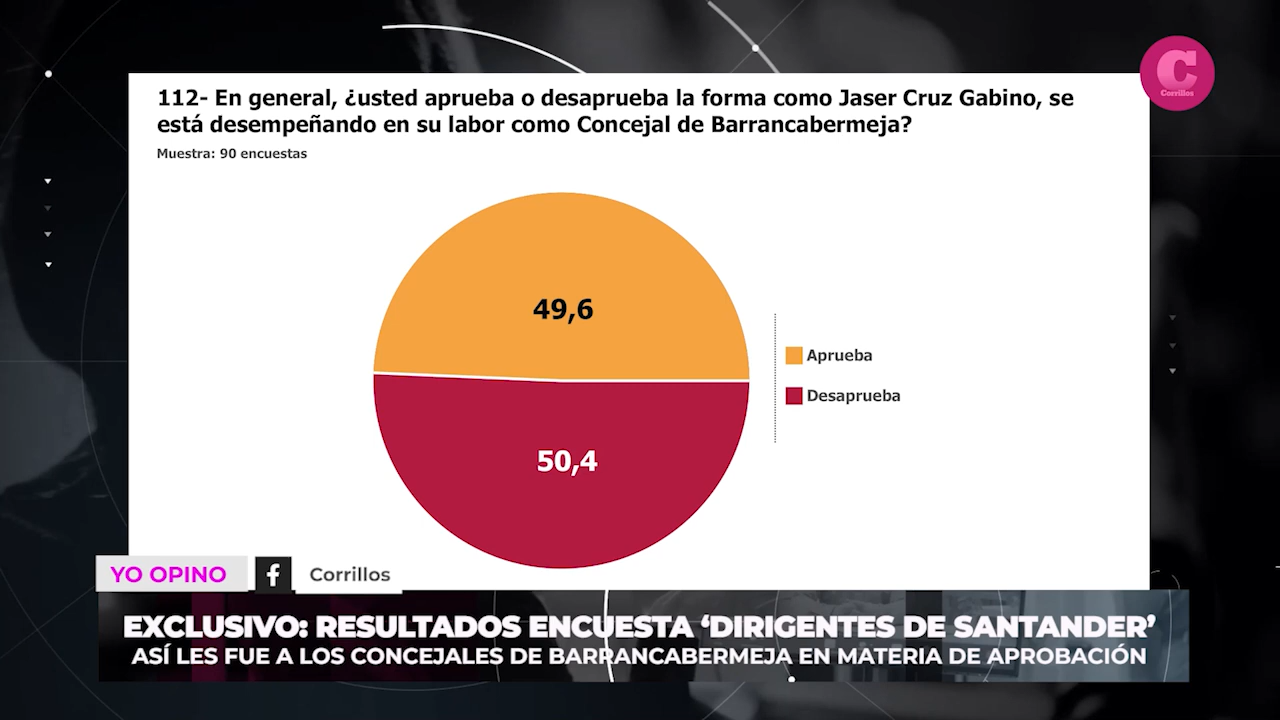 C
Corrillos
112- En general, ¿usted aprueba o desaprueba la forma como Jaser Cruz Gabino, se
está desempeñando en su labor como Concejal de Barrancabermeja?
Muestra: 90 encuestas
49,6
50,4
Aprueba
Desaprueba
YO OPINO
f
Corrillos
EXCLUSIVO: RESULTADOS ENCUESTA ‘DIRIGENTES DE SANTANDER’
ASÍ LES FUE A LOS CONCEJALES DE BARRANCABERMEJA EN MATERIA DE APROBACIÓN